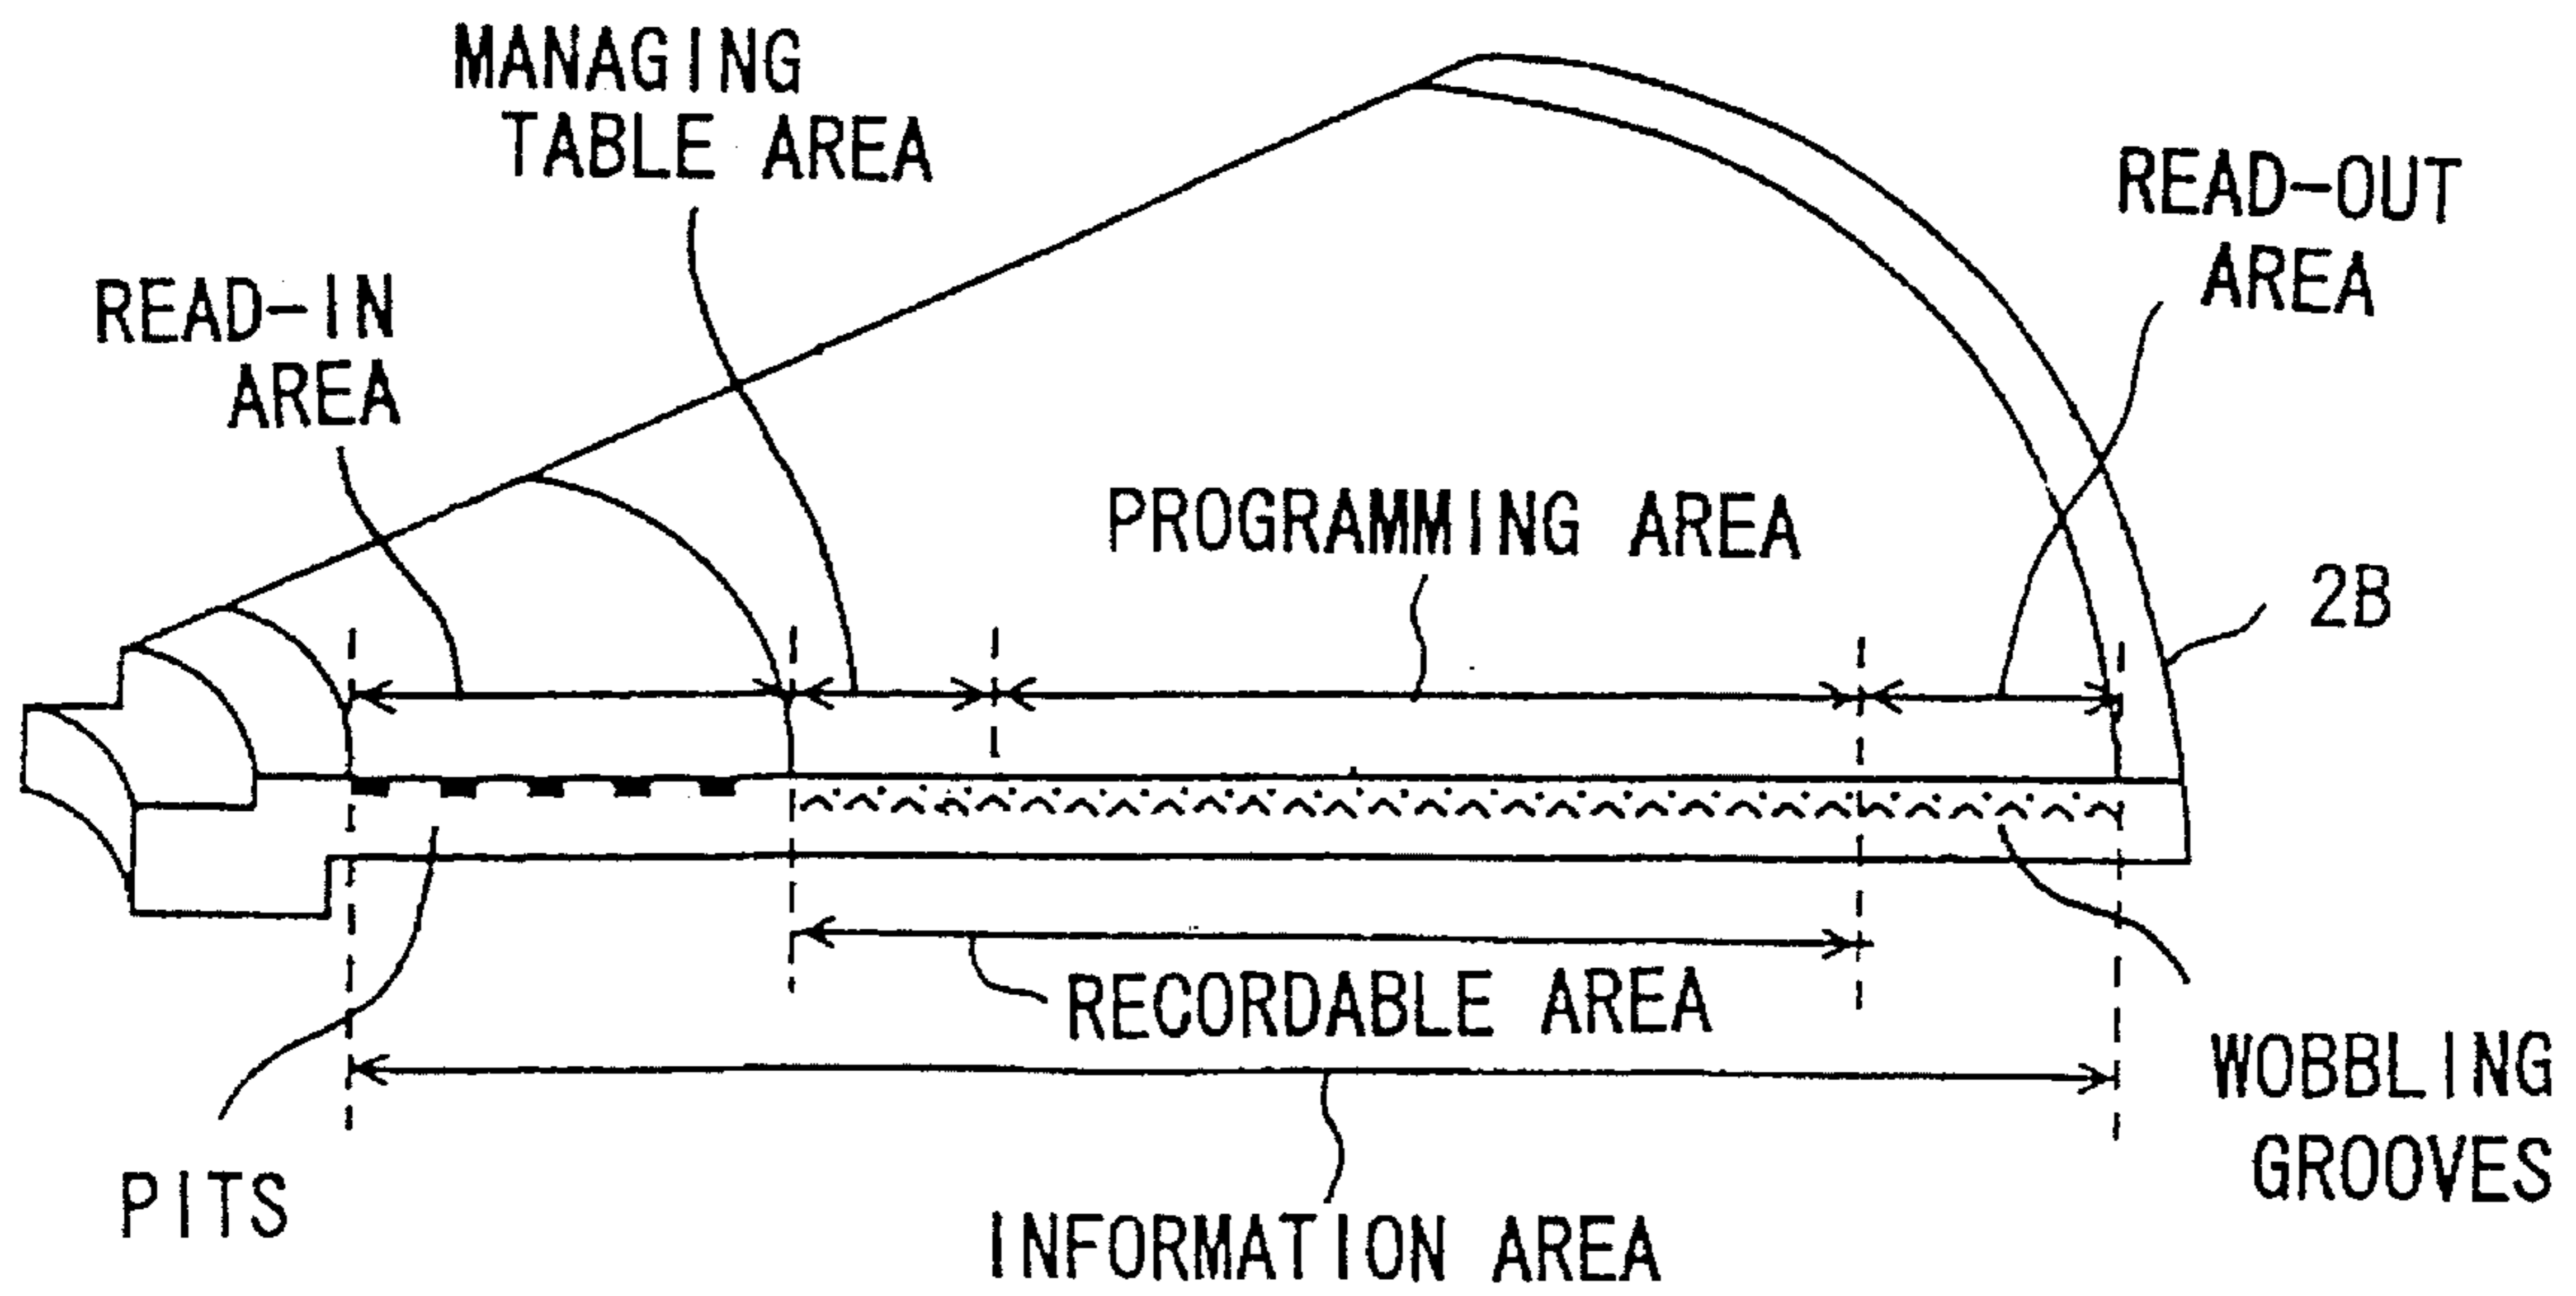 MANAGING
TABLE AREA
READ-OUT
AREA
READ-IN
AREA
PROGRAMMING AREA
2B
RECORDABLE AREA
WOBBLING
GROOVES
PITS
INFORMATION AREA